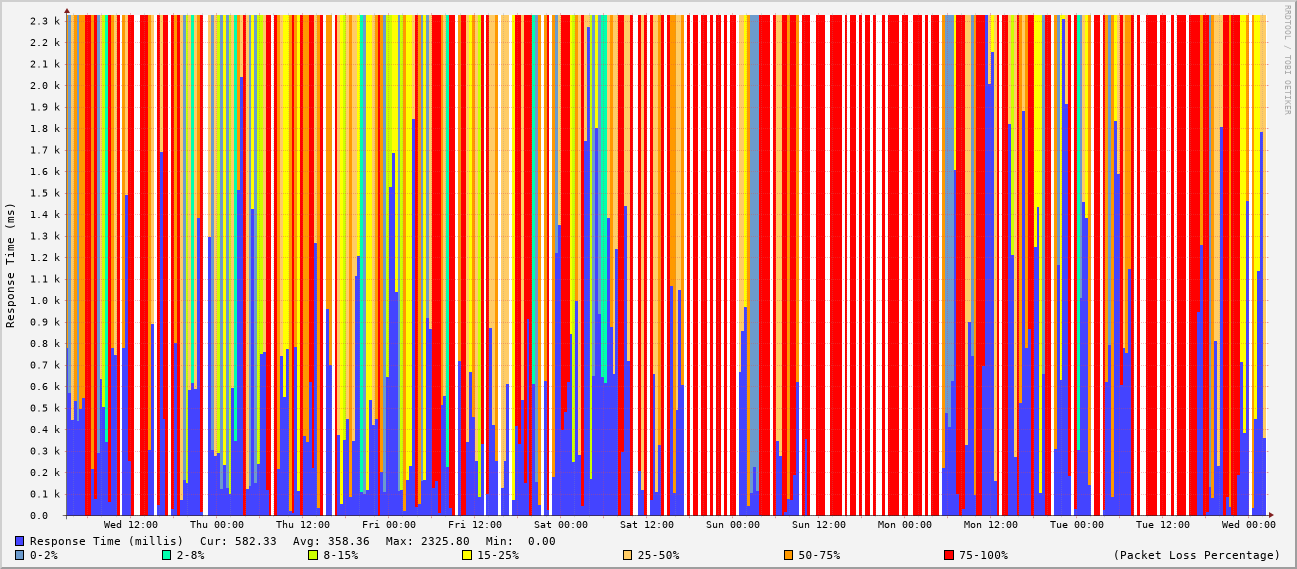 2.3 k
2.2 k
2.1 k
2.0 k
1.9 k
1.8 k
1.7 k
1.6 k
1.5 k
1.4 k
1.3 k
1.2 k
1.1 k
1.0 k
0.9 k
0.8 k
0.7 k
0.6 k
0.5 k
0.4 k
0.3 k
0.2 k
0.1 k
0.0
Response Time (ms)
RRDTOOL / TOBI OETIKER
Wed 12:00 Thu 00:00 Thu 12:00 Fri 00:00 Fri 12:00 Sat 00:00 Sat 12:00 Sun 00:00 Sun 12:00 Mon 00:00 Mon 12:00 Tue 00:00 Tue 12:00 Wed 00:00
Response Time (millis) Cur: 582.33 Avg: 358.36 Max: 2325.80 Min: 0.00
0-2% 2-8% 8-15% 15-25% 25-50% 50-75% 75-100% (Packet Loss Percentage)